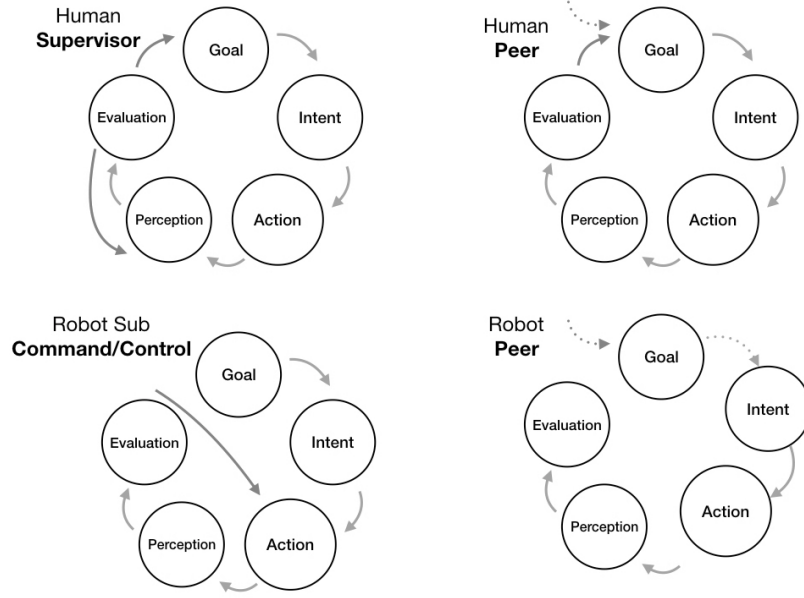 Human
Supervisor
Goal
Intent
Action
Perception
Evaluation
Human
Peer
Goal
Intent
Action
Perception
Evaluation
Robot Sub
Command/Control
Goal
Intent
Action
Perception
Evaluation
Robot
Peer
Goal
Intent
Action
Perception
Evaluation